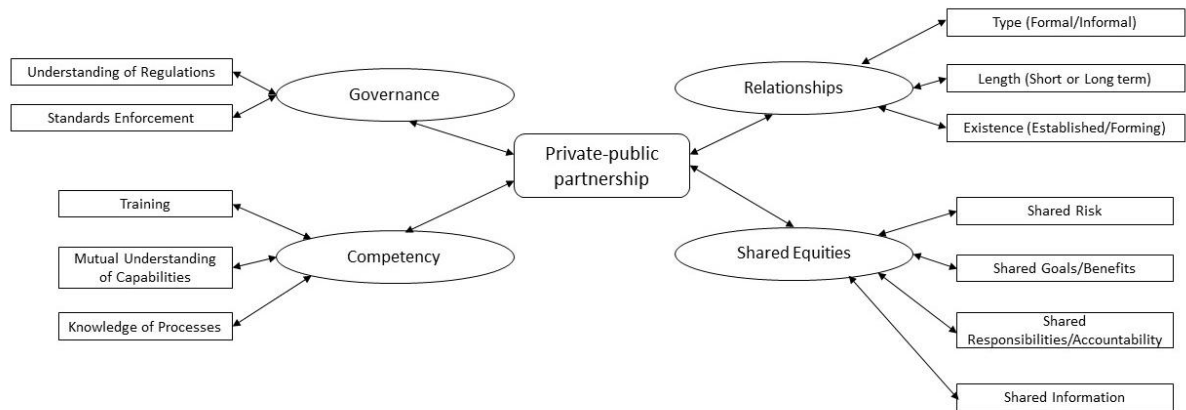 Type (Formal/Informal)
Understanding of Regulations
Governance
Relationships
Length (Short or Long term)
Standards Enforcement
Existence (Established/Forming)
Private-public
partnership
Training
Shared Risk
Mutual Understanding
of Capabilities
Competency
Shared Equities
Shared Goals/Benefits
Knowledge of Processes
Shared
Responsibilities/Accountability
Shared Information